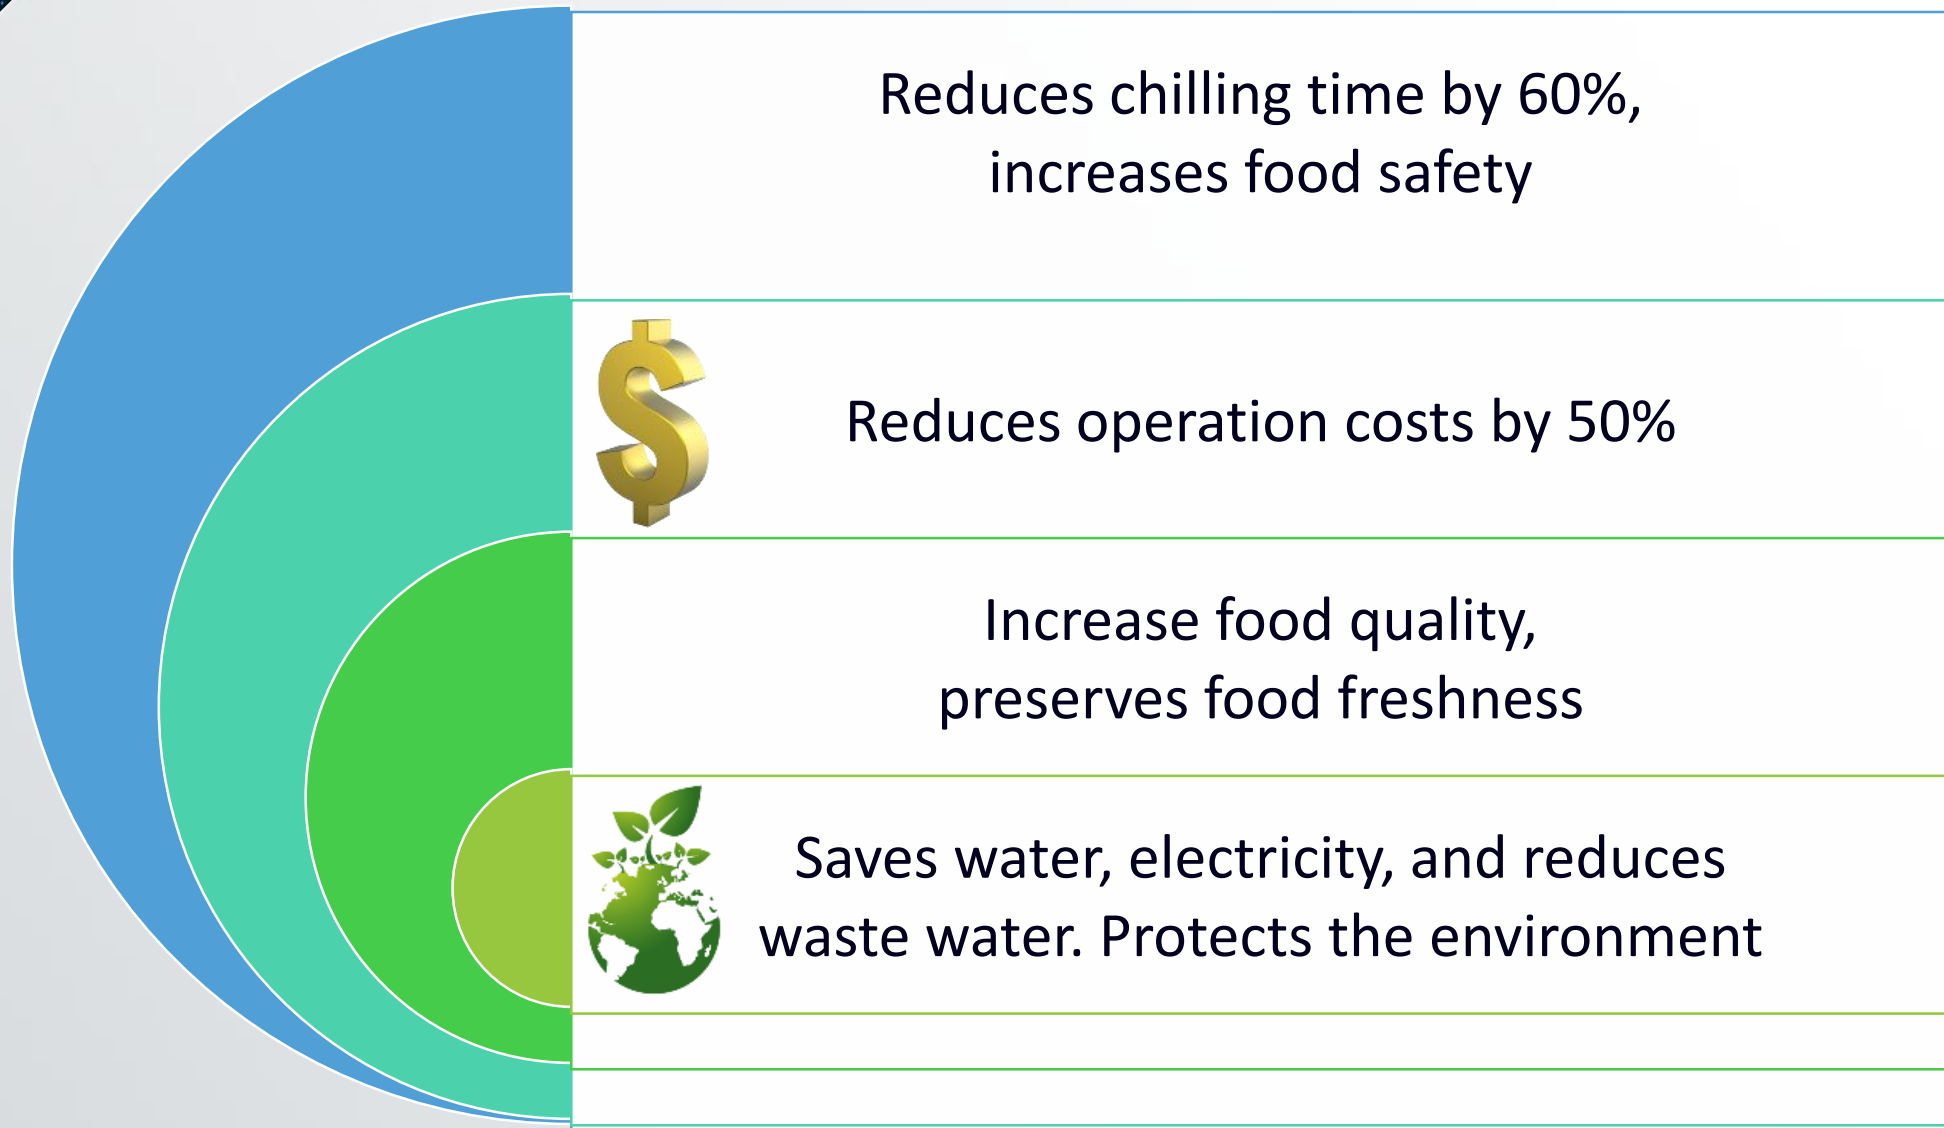 Reduces chilling time by 60%,
increases food safety
$
Reduces operation costs by 50%
Increase food quality,
preserves food freshness
Saves water, electricity, and reduces
waste water. Protects the environment